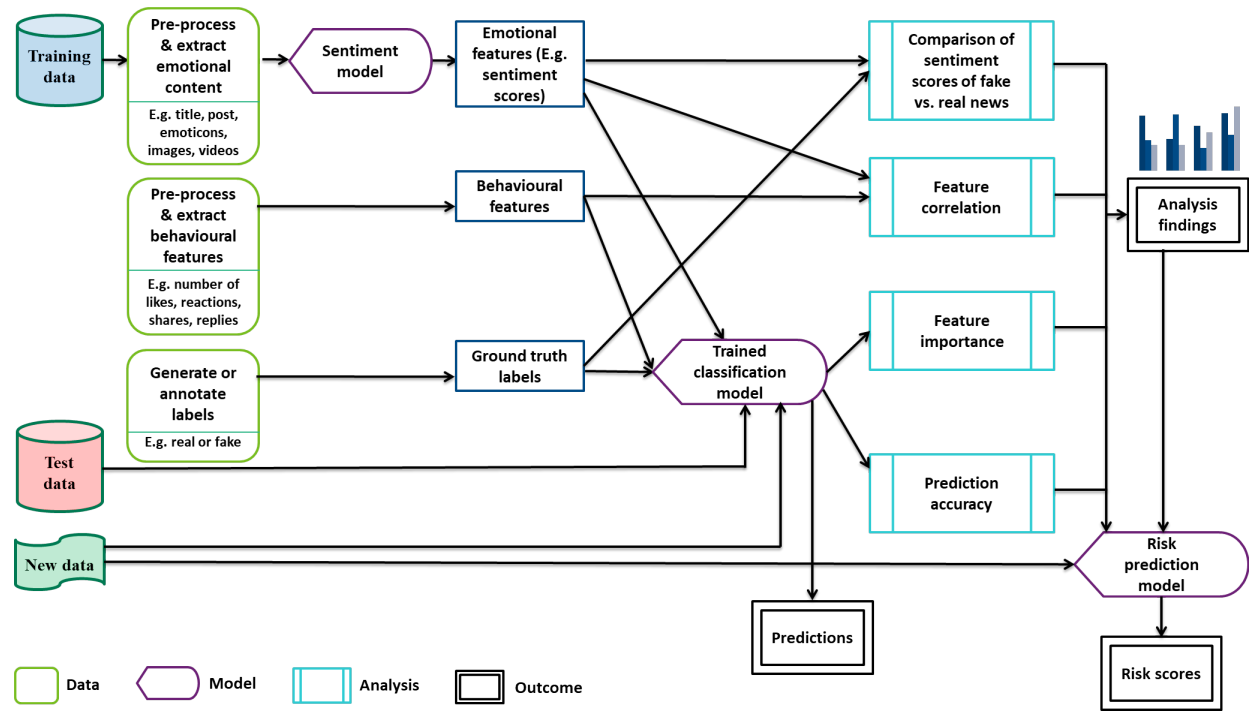 Training
data
Pre-process
& extract
emotional
content
E.g. title, post,
emoticons,
images, videos
Sentiment
model
Emotional
features (E.g.
sentiment
scores)
Comparison of
sentiment
scores of fake
vs. real news
Pre-process
& extract
behavioural
features
E.g. number of
likes, reactions,
shares, replies
Behavioural
features
Feature
correlation
Analysis
findings
Generate or
annotate
labels
E.g. real or fake
Ground truth
labels
Trained
classification
model
Feature
importance
Test
data
Prediction
accuracy
New data
Risk
prediction
model
Predictions
Risk scores
Data
Model
Analysis
Outcome